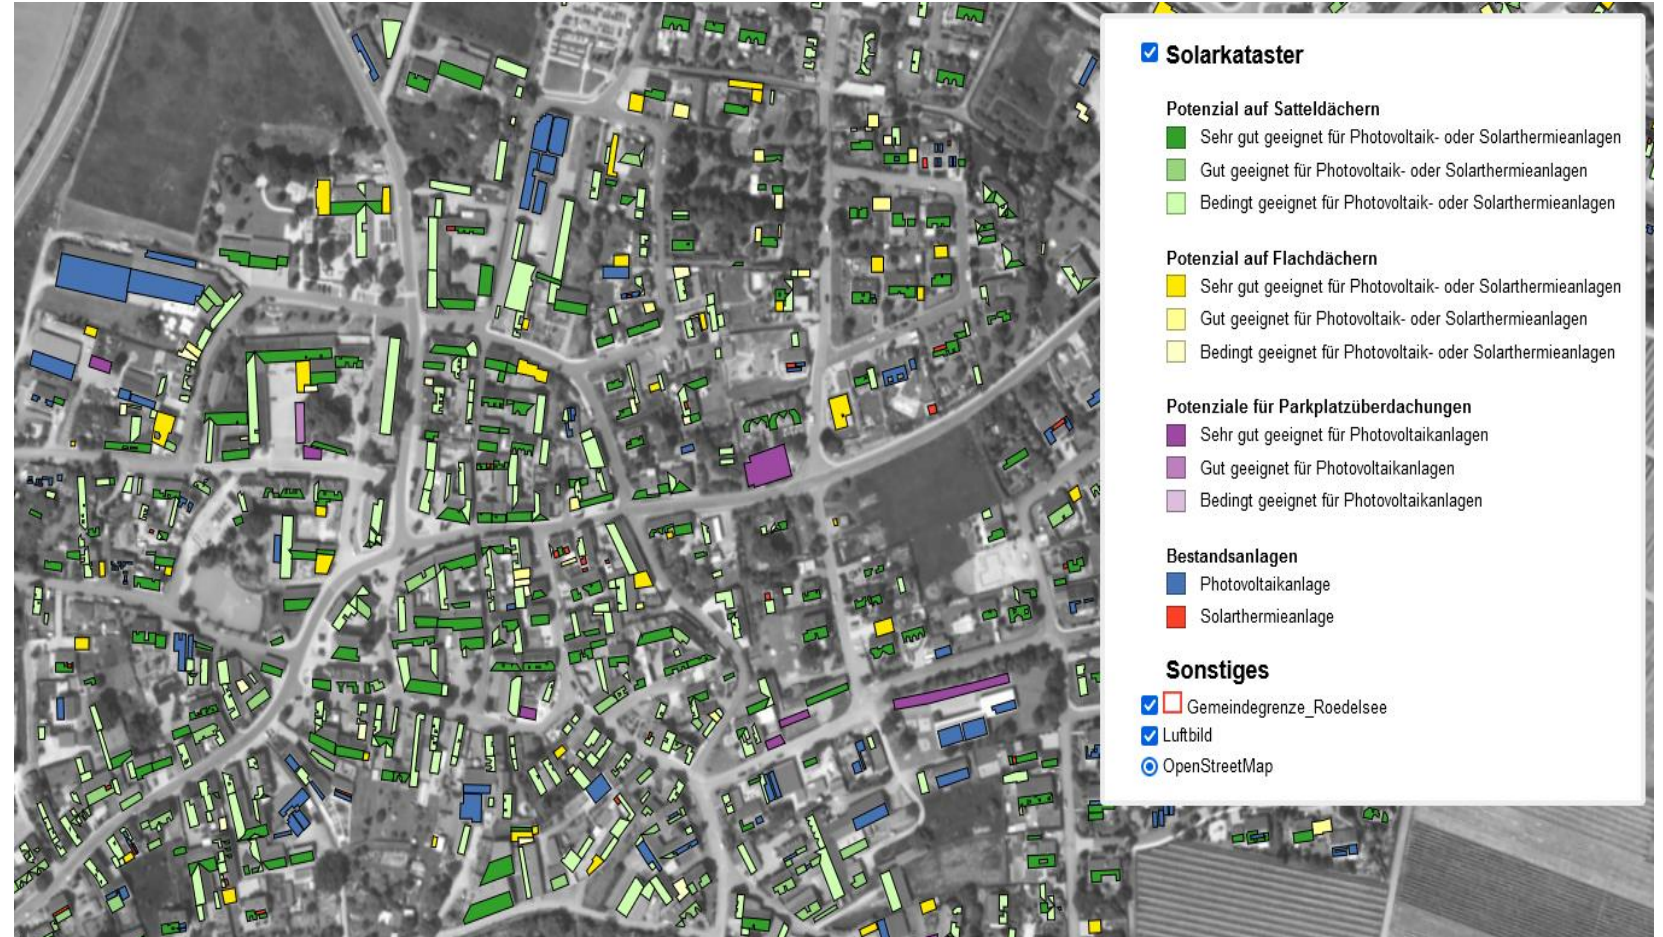 Solarkataster
Potenzial auf Satteldächern
Sehr gut geeignet für Photovoltaik- oder Solarthermieanlagen
Gut geeignet für Photovoltaik- oder Solarthermieanlagen
Bedingt geeignet für Photovoltaik- oder Solarthermieanlagen
Potenzial auf Flachdächern
Sehr gut geeignet für Photovoltaik- oder Solarthermieanlagen
Gut geeignet für Photovoltaik- oder Solarthermieanlagen
Bedingt geeignet für Photovoltaik- oder Solarthermieanlagen
Potenziale für Parkplatzüberdachungen
Sehr gut geeignet für Photovoltaikanlagen
Gut geeignet für Photovoltaikanlagen
Bedingt geeignet für Photovoltaikanlagen
Bestandsanlagen
Photovoltaikanlage
Solarthermieanlage
Sonstiges
Gemeindegrenze_Roedelsee
Luftbild
OpenStreetMap